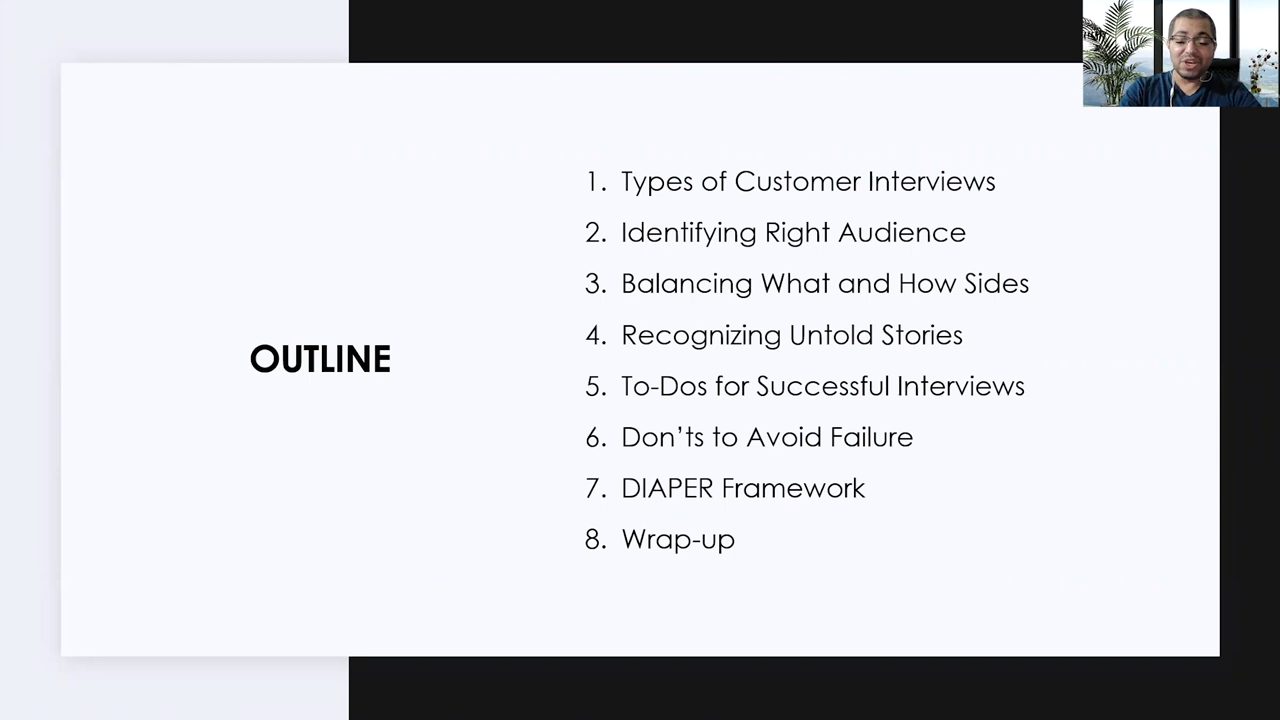 OUTLINE
1. Types of Customer Interviews
2. Identifying Right Audience
3. Balancing What and How Sides
4. Recognizing Untold Stories
5. To-Dos for Successful Interviews
6. Don’ts to Avoid Failure
7. DIAPER Framework
8. Wrap-up